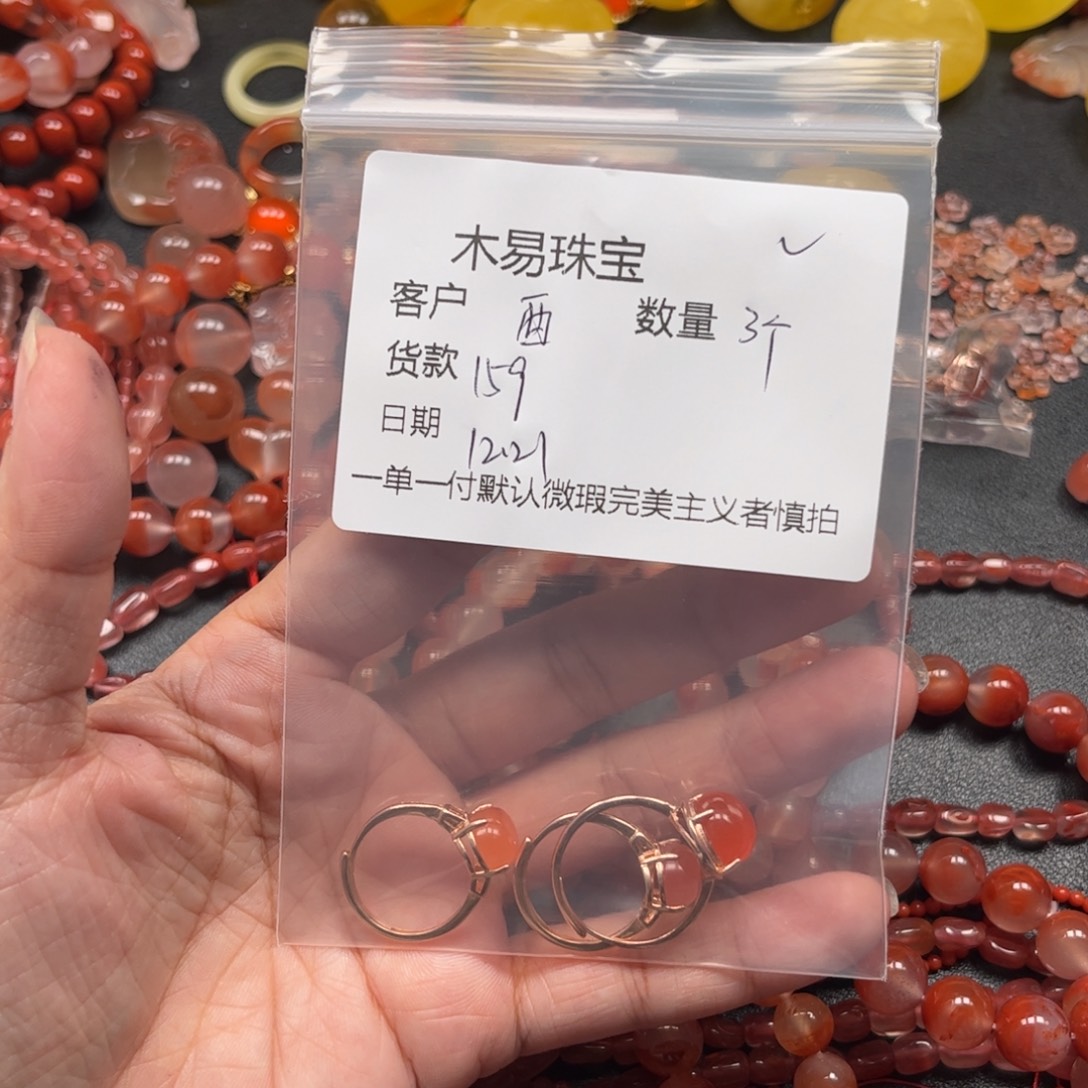 木易珠宝
客户 西 数量 3个
货款 159
日期 12.21
一单一付默认微瑕完美主义者慎拍